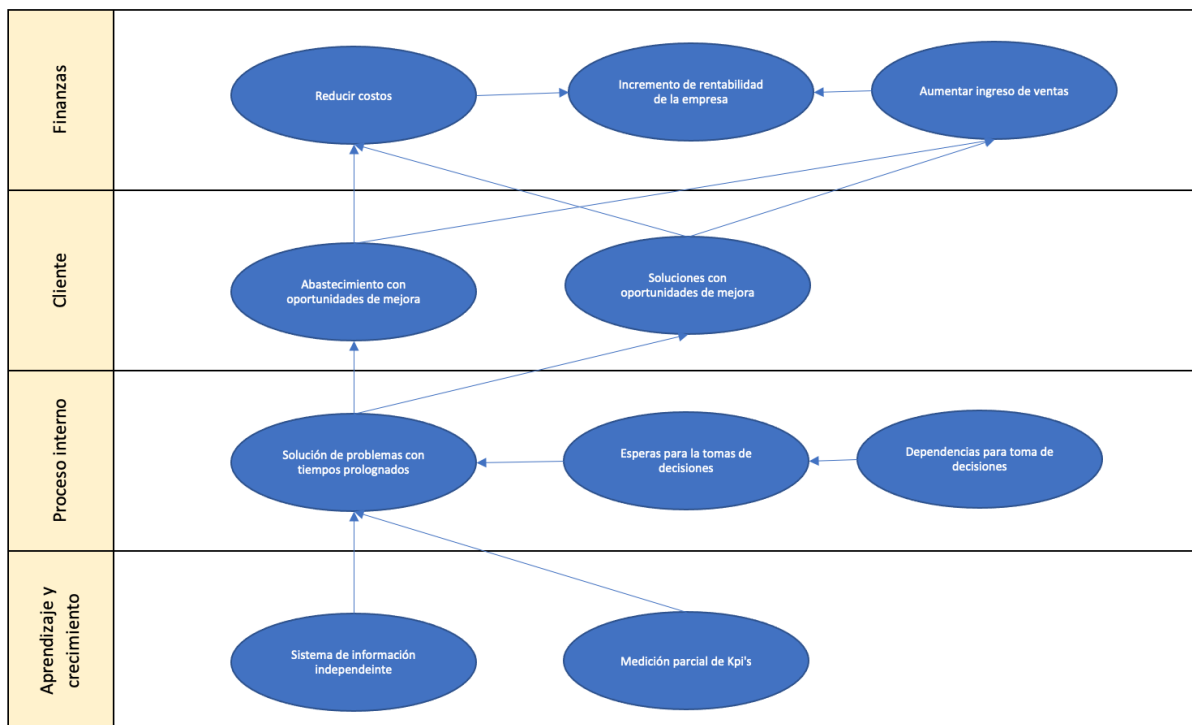 Finanzas
Reducir costos
Incremento de rentabilidad
de la empresa
Aumentar ingreso de ventas
Cliente
Abastecimiento con
oportunidades de mejora
Soluciones con
oportunidades de mejora
Proceso interno
Solución de problemas con
tiempos prolognados
Esperas para la tomas de
decisiones
Dependencias para toma de
decisiones
Aprendizaje y
crecimiento
Sistema de información
independeinte
Medición parcial de Kpi's